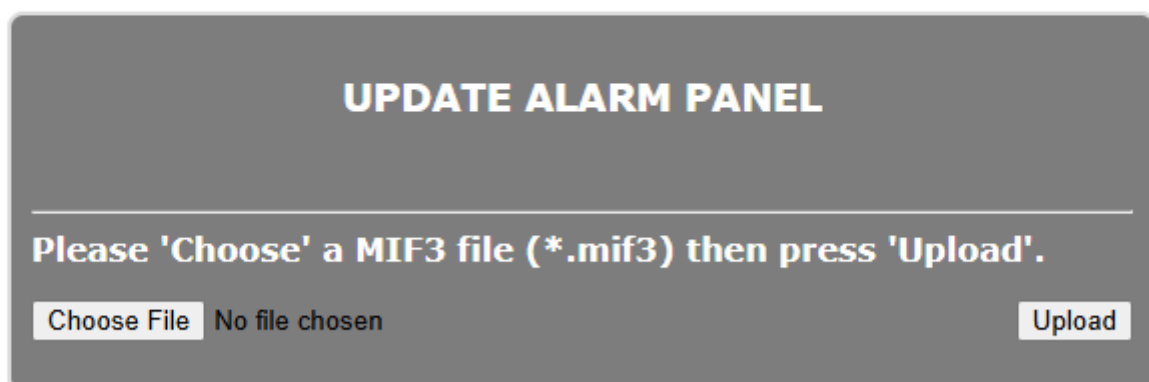 UPDATE ALARM PANEL
Please 'Choose' a MIF3 file (*.mif3) then press 'Upload'.
Choose File No file chosen Upload